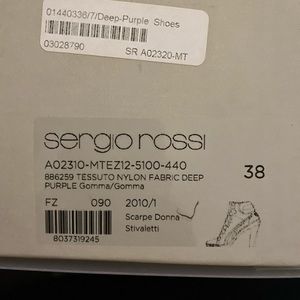 01440336/7/Deep-Purple Shoes
03028790 SR A02320-MT
sergio rossi
A02310-MTEZ12-5100-440
886259 TESSUTO NYLON FABRIC DEEP
PURPLE Gomma/Gomma
38
FZ 090 2010/1
Scarpe Donna
Stivaletti
8037319245